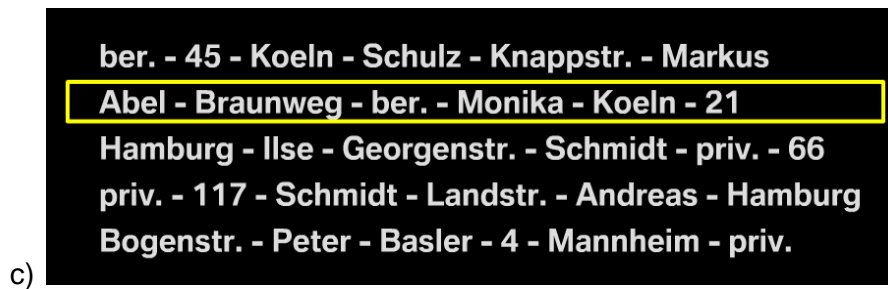 ber. - 45 - Koeln - Schulz - Knappstr. - Markus
Abel - Braunweg - ber. - Monika - Koeln - 21
Hamburg - Ilse - Georgenstr. - Schmidt - priv. - 66
priv. - 117 - Schmidt - Landstr. - Andreas - Hamburg
Bogenstr. - Peter - Basler - 4 - Mannheim - priv.
c)